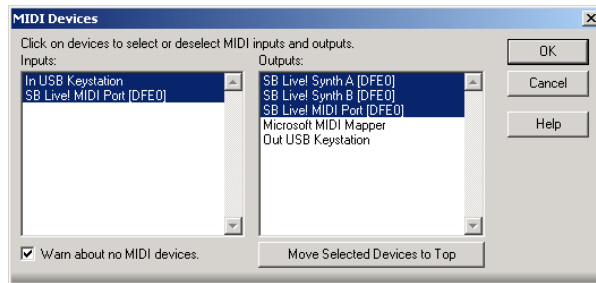 MIDI Devices
Click on devices to select or deselect MIDI inputs and outputs.
Inputs:
Outputs:
In USB Keystation
SB Live! MIDI Port [DFE0]
SB Live! Synth A [DFE0]
SB Live! Synth B [DFE0]
SB Live! MIDI Port [DFE0]
Microsoft MIDI Mapper
Out USB Keystation
OK
Cancel
Help
Warn about no MIDI devices.
Move Selected Devices to Top